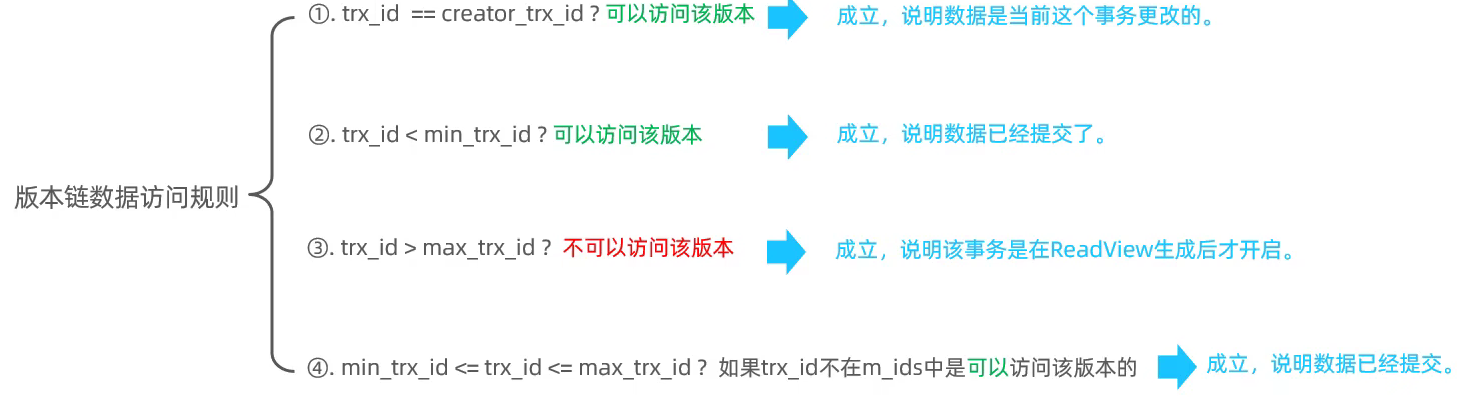 ①. trx_id == creator_trx_id ? 可以访问该版本 成立，说明数据是当前这个事务更改的。
②. trx_id < min_trx_id ? 可以访问该版本 成立，说明数据已经提交了。
版本链数据访问规则
③. trx_id > max_trx_id ? 不可以访问该版本 成立，说明该事务是在ReadView生成后才开启。
④. min_trx_id <= trx_id <= max_trx_id ? 如果trx_id不在m_ids中是可以访问该版本的 成立，说明数据已经提交。